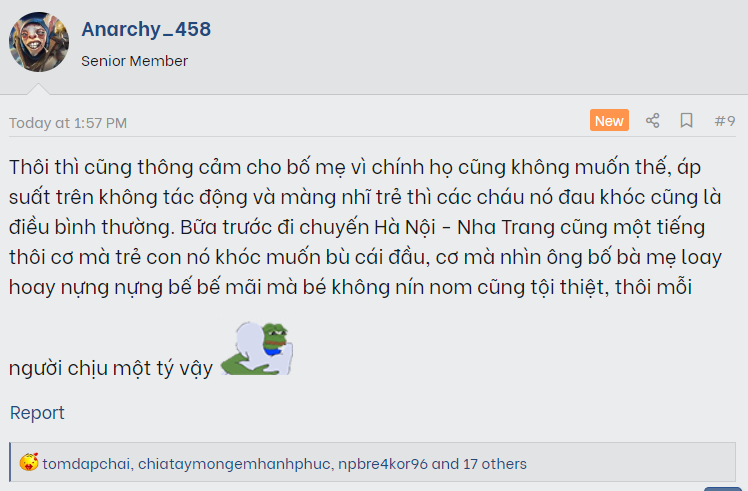 Anarchy_458
Senior Member
Today at 1:57 PM
New
#9
Thôi thì cũng thông cảm cho bố mẹ vì chính họ cũng không muốn thế, áp
suất trên không tác động và màng nhĩ trẻ thì các cháu nó đau khóc cũng là
điều bình thường. Bữa trước đi chuyến Hà Nội - Nha Trang cũng một tiếng
thôi cơ mà trẻ con nó khóc muốn bù cái đầu, cơ mà nhìn ông bố bà mẹ loay
hoay nựng nựng bế bế mãi mà bé không nín nom cũng tội thiệt, thôi mỗi
người chịu một tý vậy
Report
tomdapchai, chiataymongemhanhphuc, npbre4kor96 and 17 others